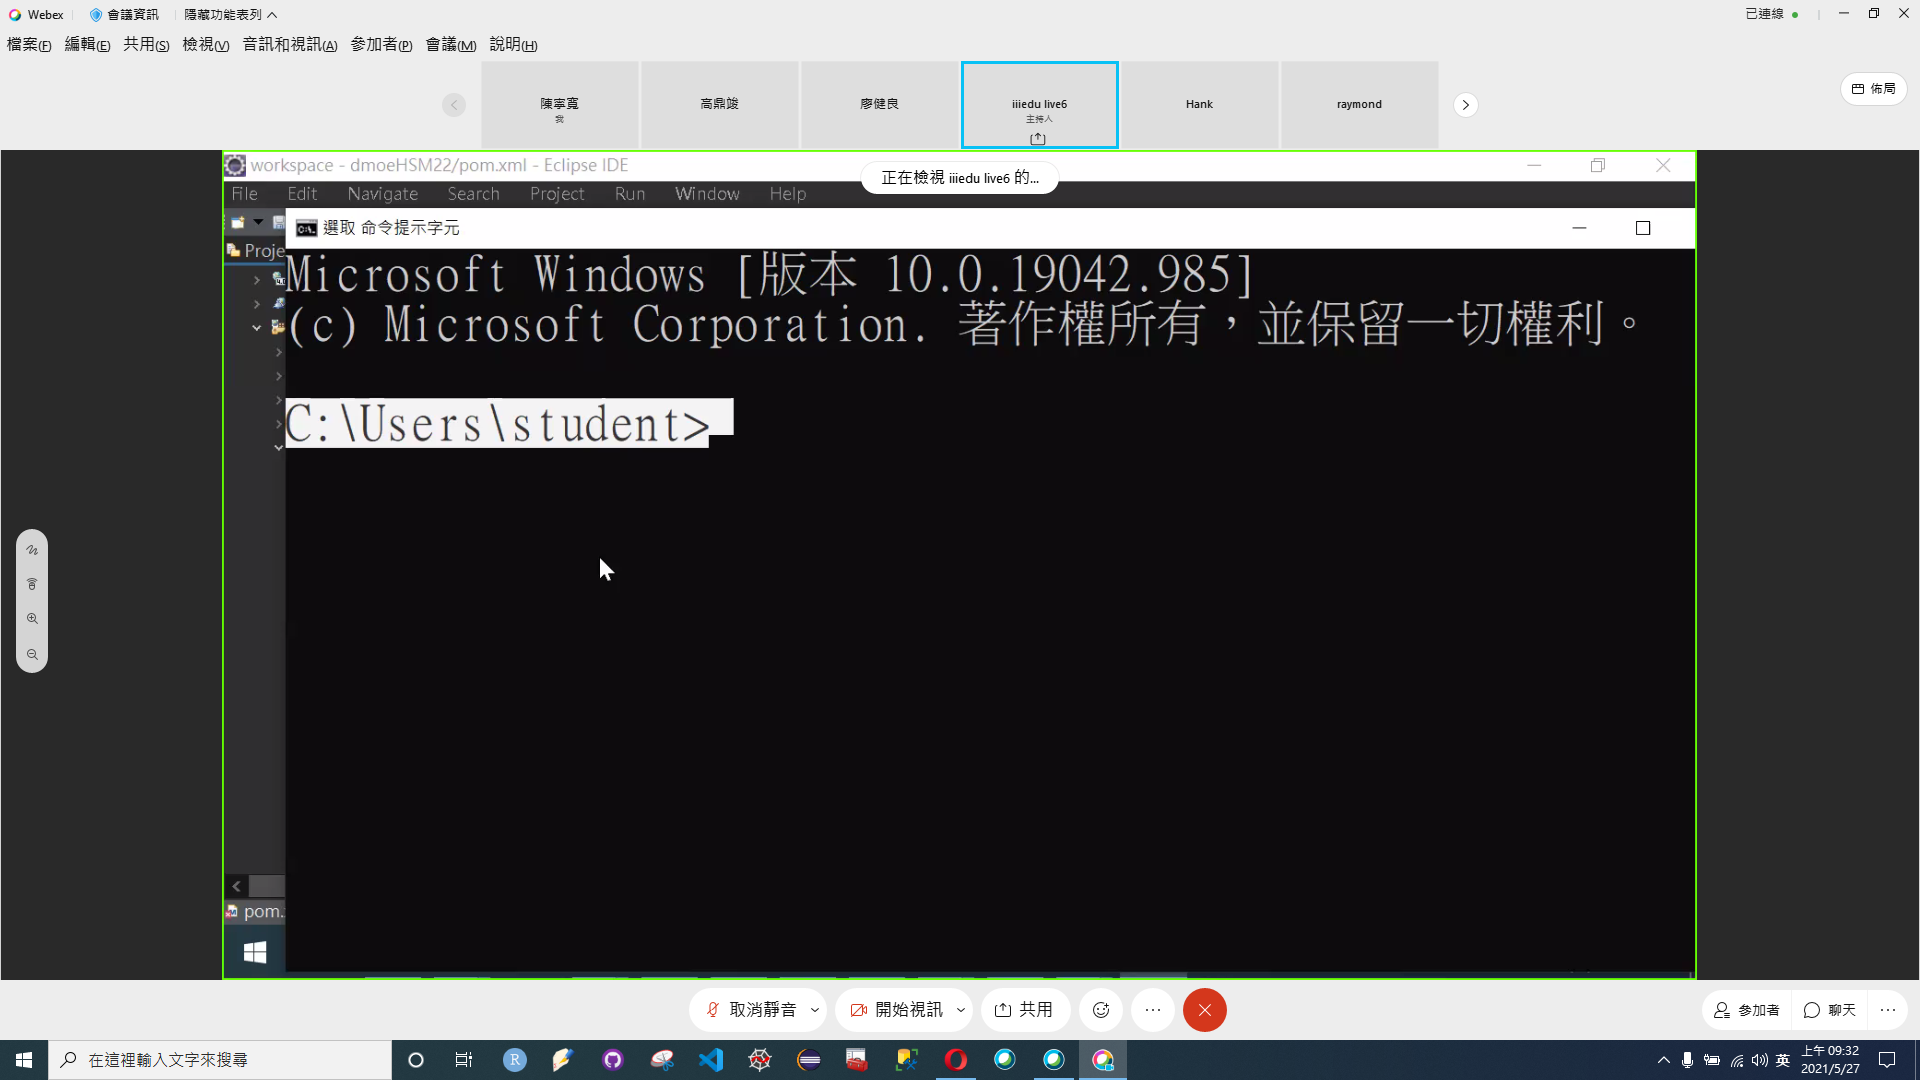 Webex 會議資訊 隱藏功能表列 已連線
檔案(F) 編輯(E) 共用(S) 檢視(V) 音訊和視訊(A) 參加者(P) 會議(M) 說明(H)
陳寧寬 高鼎竣 廖健良 iiiedu live6 Hank raymond
我 主持人
佈局
workspace - dmoeHSM22/pom.xml - Eclipse IDE
正在檢視 iiiedu live6 的...
File Edit Navigate Search Project Run Window Help
選取 命令提示字元
Proje
Microsoft Windows [版本 10.0.19042.985]
(c) Microsoft Corporation. 著作權所有，並保留一切權利。
C:\Users\student>
pom.
取消靜音 開始視訊 共用 參加者 聊天
在這裡輸入文字來搜尋
英
上午 09:32
2021/5/27